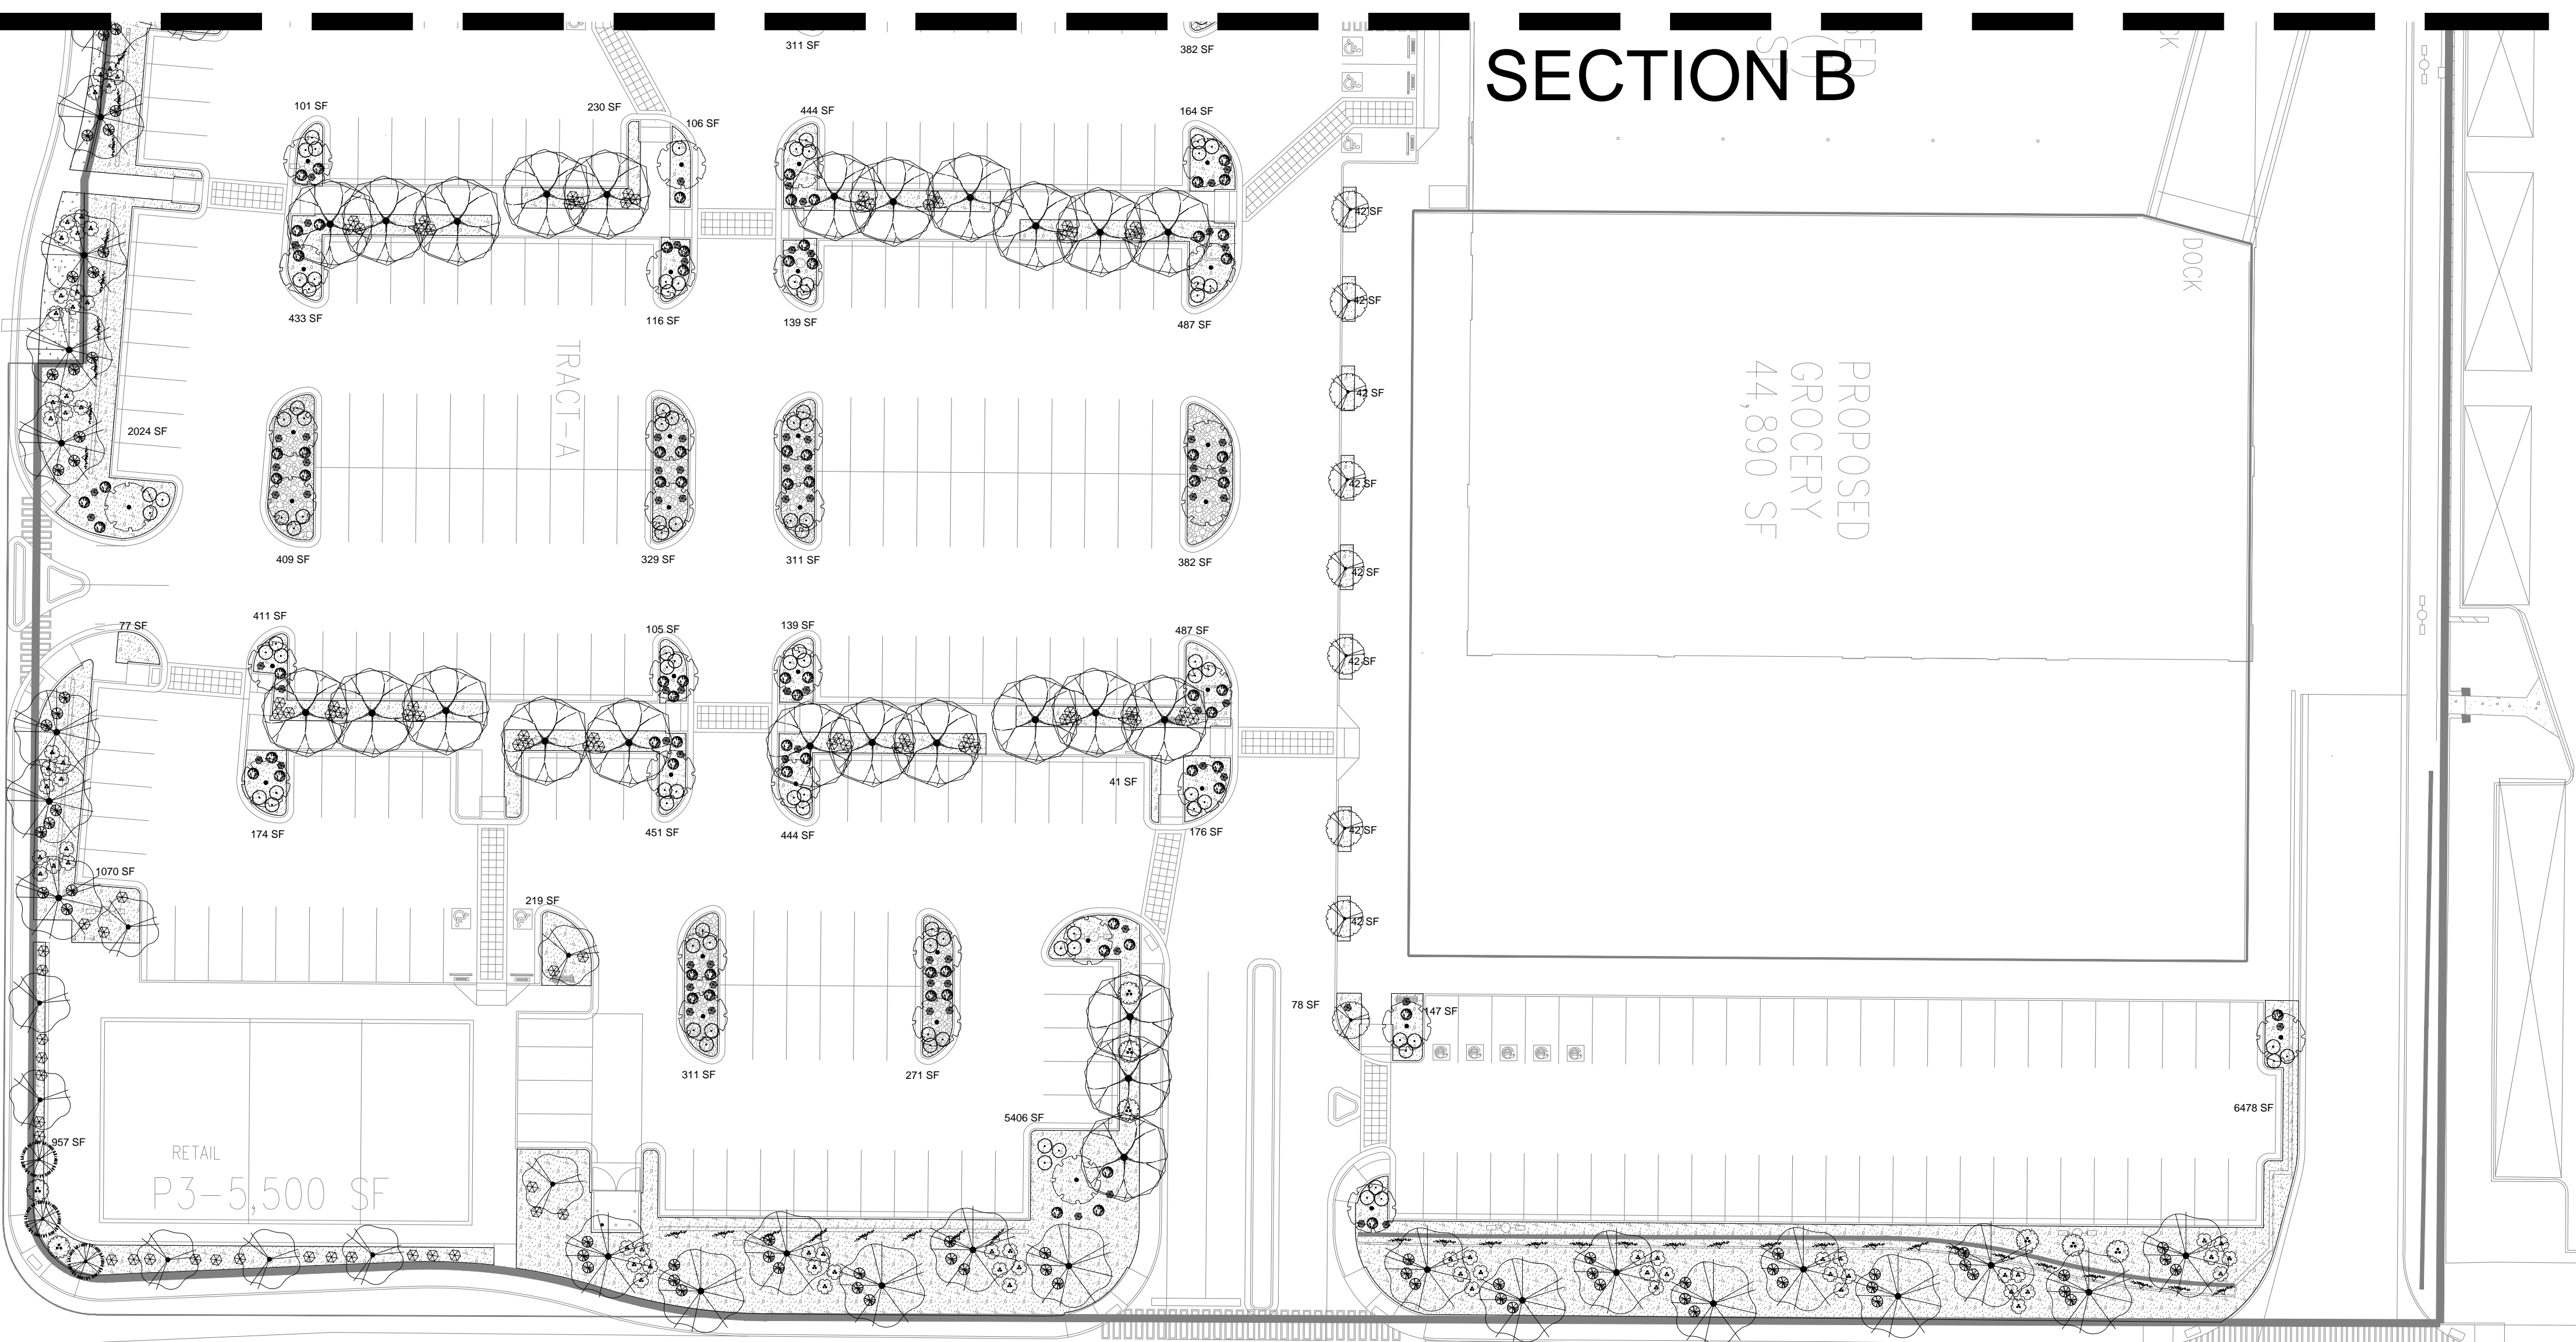 311 SF
382 SF
SECTION B
101 SF
230 SF
106 SF
444 SF
164 SF
42 SF
DOCK
42 SF
433 SF
116 SF
139 SF
487 SF
TRACT-A
PROPOSED
GROCERY
44,890 SF
42 SF
2024 SF
42 SF
409 SF
329 SF
311 SF
382 SF
42 SF
77 SF
411 SF
105 SF
139 SF
487 SF
42 SF
41 SF
174 SF
451 SF
444 SF
176 SF
42 SF
1070 SF
219 SF
42 SF
78 SF
147 SF
311 SF
271 SF
5406 SF
6478 SF
957 SF
RETAIL
P3-5,500 SF